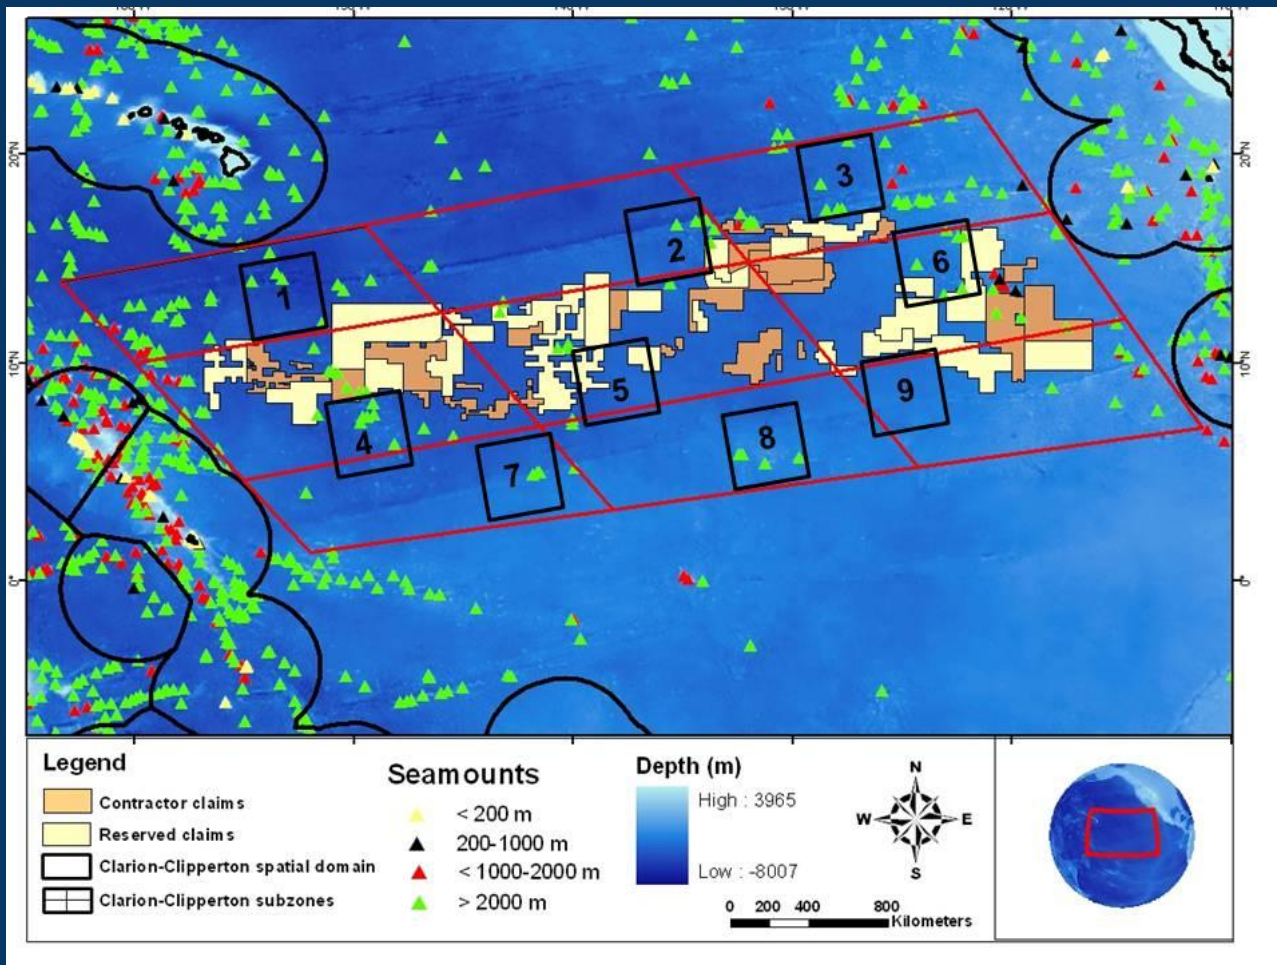 20°N
20°N
3
2
6
1
10°N
10°N
5
9
4
8
7
0°
0°
Legend
Contractor claims
Reserved claims
Clarion-Clipperton spatial domain
Clarion-Clipperton subzones
Seamounts
< 200 m
200-1000 m
< 1000-2000 m
> 2000 m
Depth (m)
High : 3965
Low : -8007
N
W
E
S
0 200 400 800
Kilometers